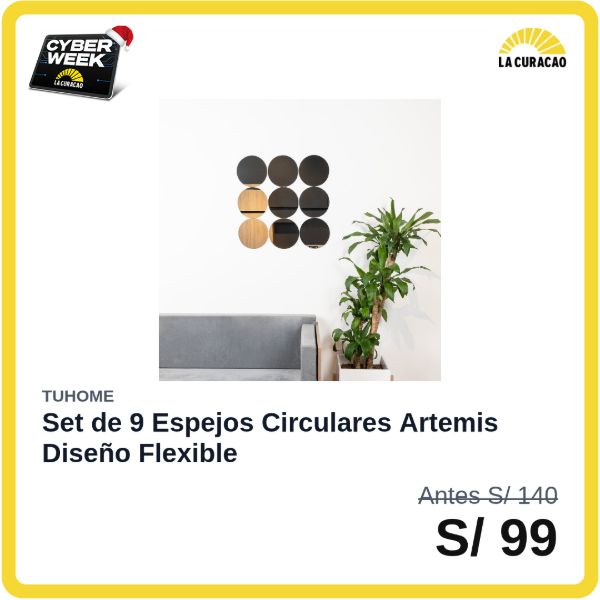 CYBER
WEEK
LA CURACAO
LA CURACAO
TUHOME
Set de 9 Espejos Circulares Artemis
Diseño Flexible
Antes S/ 140
S/ 99